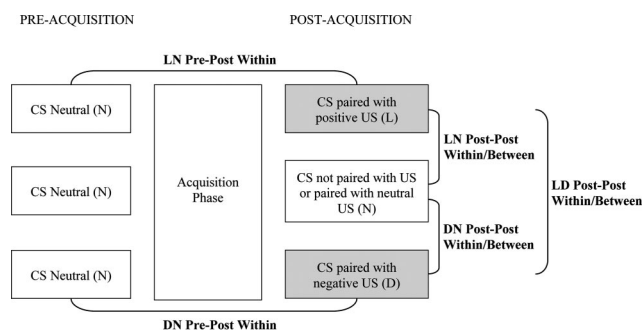 PRE-ACQUISITION
POST-ACQUISITION
LN Pre-Post Within
CS Neutral (N)
CS Neutral (N)
CS Neutral (N)
Acquisition
Phase
CS paired with
positive US (L)
CS not paired with US
or paired with neutral
US (N)
CS paired with
negative US (D)
LN Post-Post
Within/Between
DN Post-Post
Within/Between
LD Post-Post
Within/Between
DN Pre-Post Within